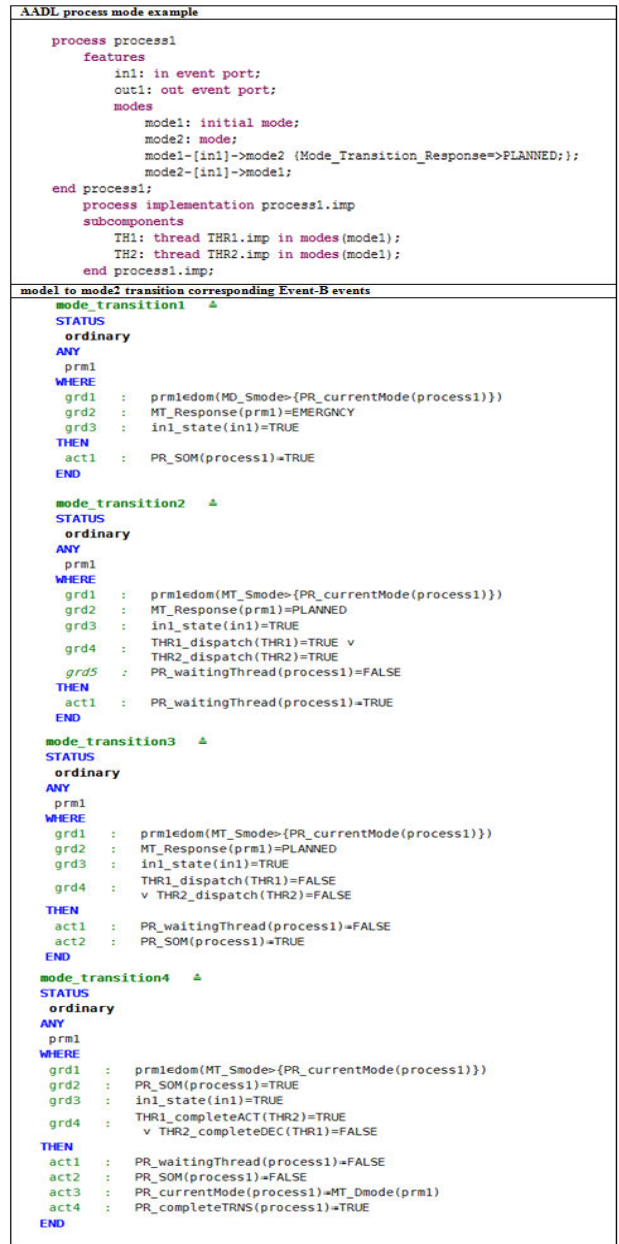 AADL process mode example
process process1
features
in1: in event port;
out1: out event port;
modes
mode1: initial mode;
mode2: mode;
mode1-[in1]->mode2 {Mode_Transition_Response=>PLANNED;};
mode2-[in1]->mode1;
end process1;
process implementation process1.imp
subcomponents
TH1: thread THR1.imp in modes(mode1);
TH2: thread THR2.imp in modes(mode1);
end process1.imp;
mode1 to mode2 transition corresponding Event-B events
mode_transition1 ≙
STATUS
ordinary
ANY
prm1
WHERE
grd1 : prm1∈dom(MD_Smode▷{PR_currentMode(process1)})
grd2 : MT_Response(prm1)=EMERGNCY
grd3 : in1_state(in1)=TRUE
THEN
act1 : PR_SOM(process1)≔TRUE
END
mode_transition2 ≙
STATUS
ordinary
ANY
prm1
WHERE
grd1 : prm1∈dom(MT_Smode▷{PR_currentMode(process1)})
grd2 : MT_Response(prm1)=PLANNED
grd3 : in1_state(in1)=TRUE
grd4 : THR1_dispatch(THR1)=TRUE ∨
THR2_dispatch(THR2)=TRUE
grd5 : PR_waitingThread(process1)=FALSE
THEN
act1 : PR_waitingThread(process1)≔TRUE
END
mode_transition3 ≙
STATUS
ordinary
ANY
prm1
WHERE
grd1 : prm1∈dom(MT_Smode▷{PR_currentMode(process1)})
grd2 : MT_Response(prm1)=PLANNED
grd3 : in1_state(in1)=TRUE
grd4 : THR1_dispatch(THR1)=FALSE
∨ THR2_dispatch(THR2)=FALSE
THEN
act1 : PR_waitingThread(process1)≔FALSE
act2 : PR_SOM(process1)≔TRUE
END
mode_transition4 ≙
STATUS
ordinary
ANY
prm1
WHERE
grd1 : prm1∈dom(MT_Smode▷{PR_currentMode(process1)})
grd2 : PR_SOM(process1)=TRUE
grd3 : in1_state(in1)=TRUE
grd4 : THR1_completeACT(THR2)=TRUE
∨ THR2_completeDEC(THR1)=FALSE
THEN
act1 : PR_waitingThread(process1)≔FALSE
act2 : PR_SOM(process1)≔FALSE
act3 : PR_currentMode(process1)≔MT_Dmode(prm1)
act4 : PR_completeTRNS(process1)≔TRUE
END